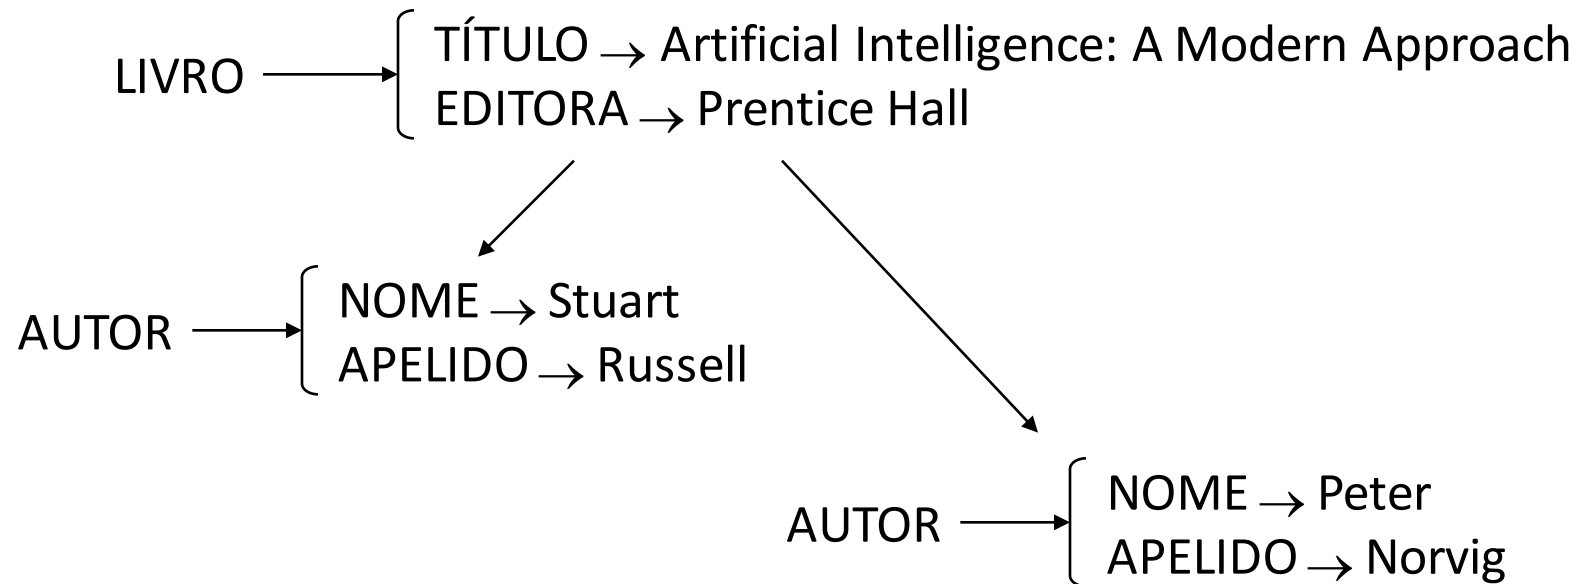 TÍTULO → Artificial Intelligence: A Modern Approach
LIVRO
EDITORA → Prentice Hall
NOME → Stuart
AUTOR
APELIDO → Russell
NOME → Peter
AUTOR
APELIDO → Norvig